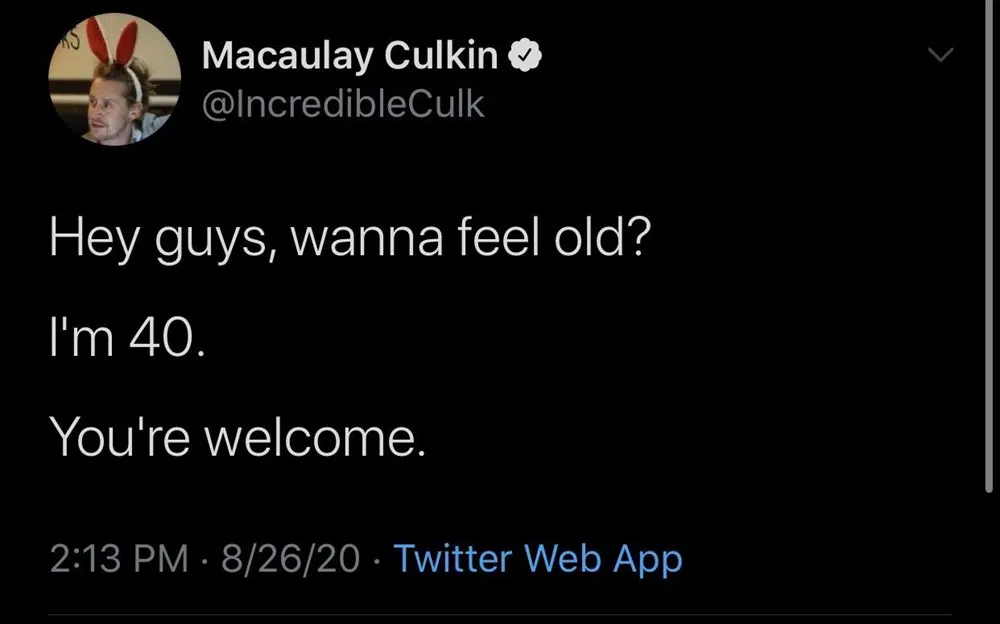 Macaulay Culkin
@IncredibleCulk
Hey guys, wanna feel old?
I'm 40.
You're welcome.
2:13 PM · 8/26/20 · Twitter Web App